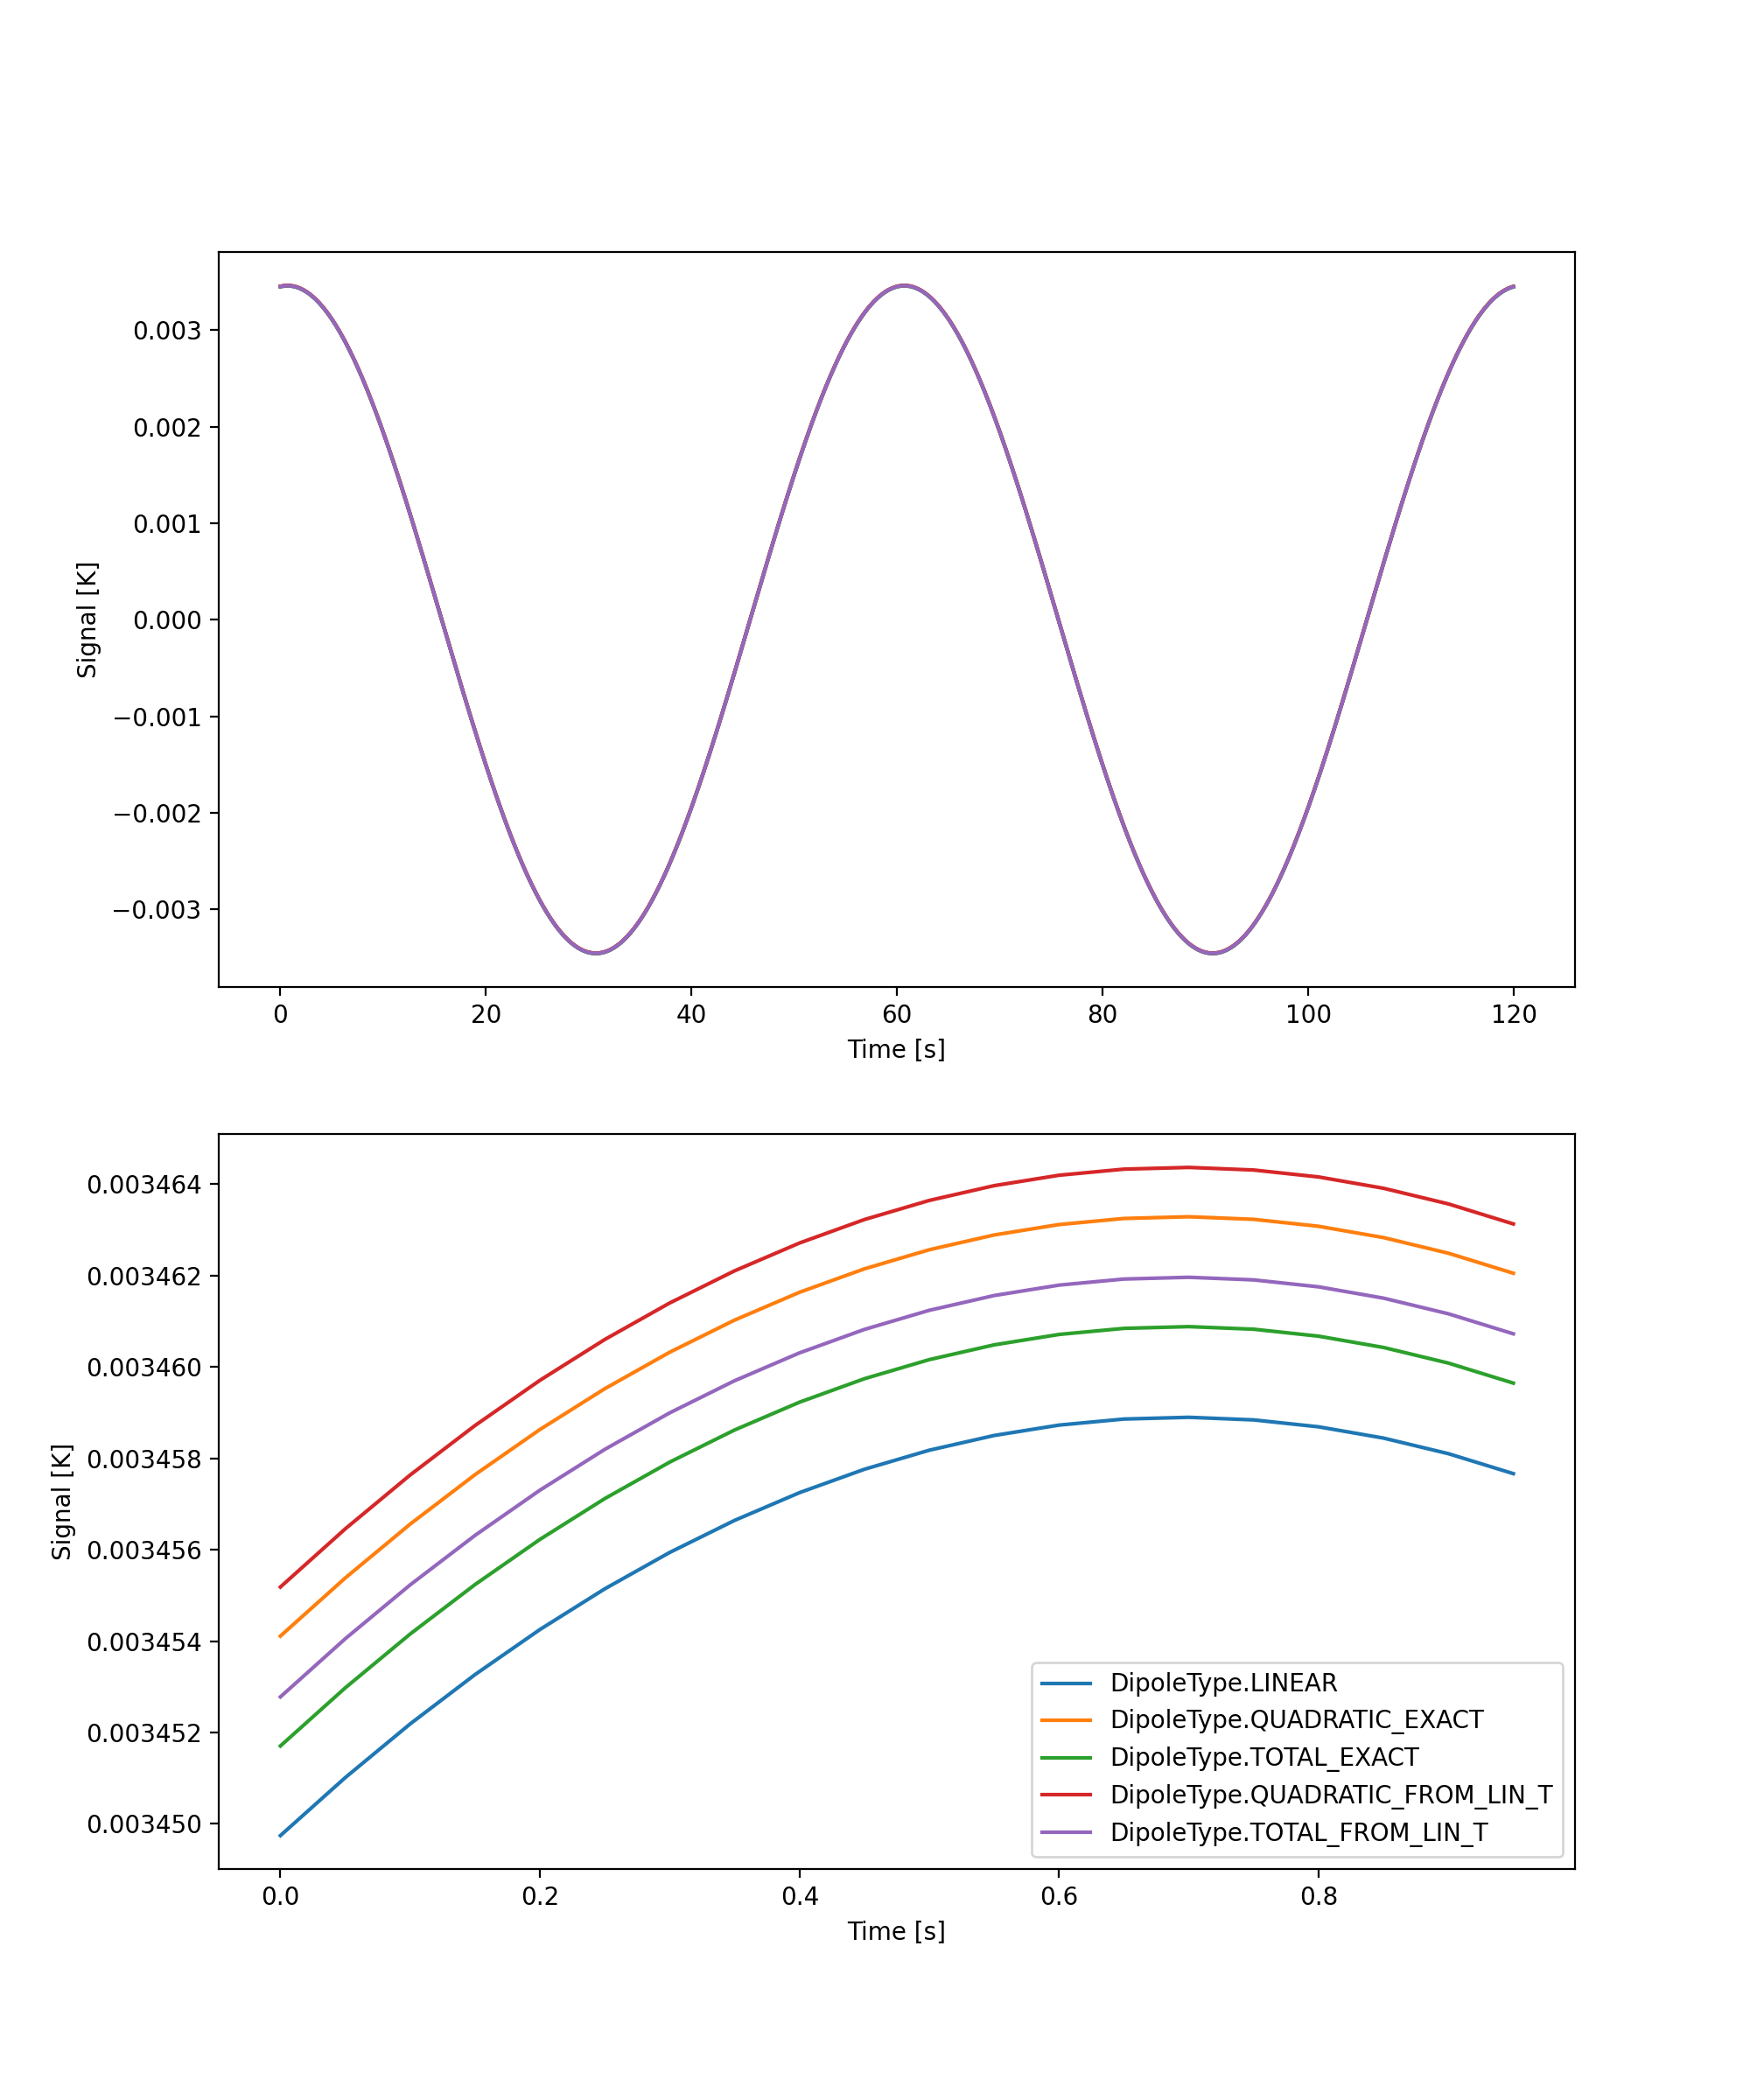 0.003
0.002
0.001
0.000
−0.001
−0.002
−0.003
Signal [K]
0 20 40 60 80 100 120
Time [s]
0.003464
0.003462
0.003460
0.003458
0.003456
0.003454
0.003452
0.003450
Signal [K]
DipoleType.LINEAR
DipoleType.QUADRATIC_EXACT
DipoleType.TOTAL_EXACT
DipoleType.QUADRATIC_FROM_LIN_T
DipoleType.TOTAL_FROM_LIN_T
0.0 0.2 0.4 0.6 0.8
Time [s]